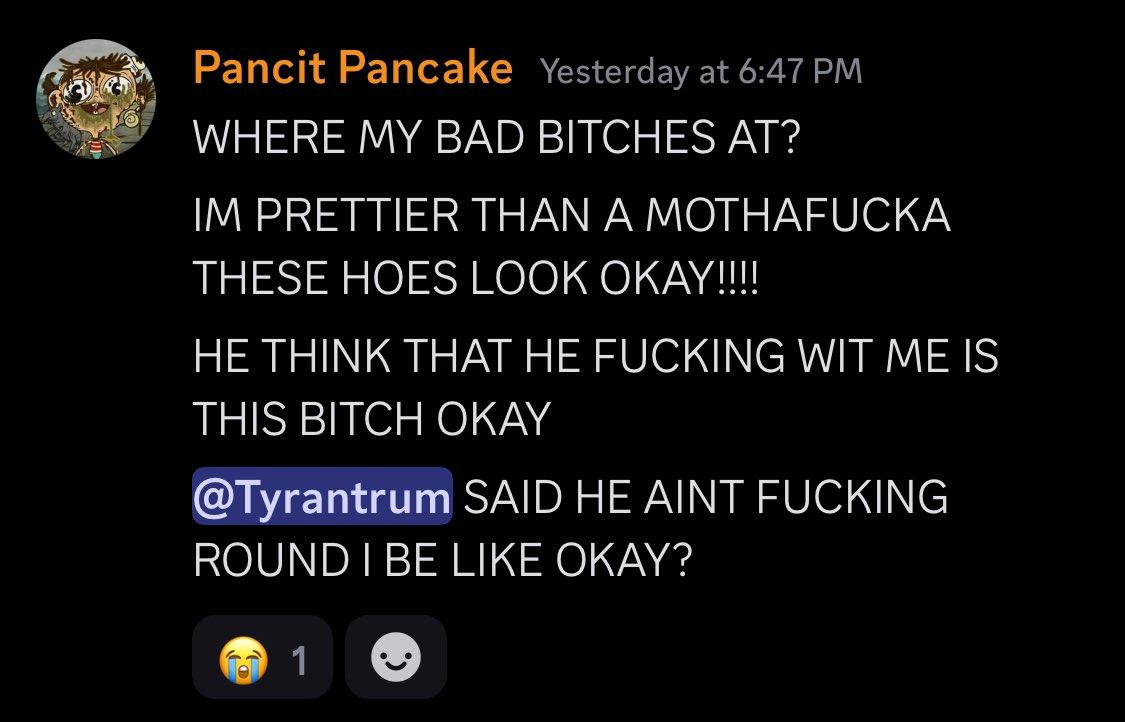 Pancit Pancake Yesterday at 6:47 PM
WHERE MY BAD BITCHES AT?
IM PRETTIER THAN A MOTHAFUCKA
THESE HOES LOOK OKAY!!!!
HE THINK THAT HE FUCKING WIT ME IS
THIS BITCH OKAY
@Tyrantrum SAID HE AINT FUCKING
ROUND I BE LIKE OKAY?
😭 1